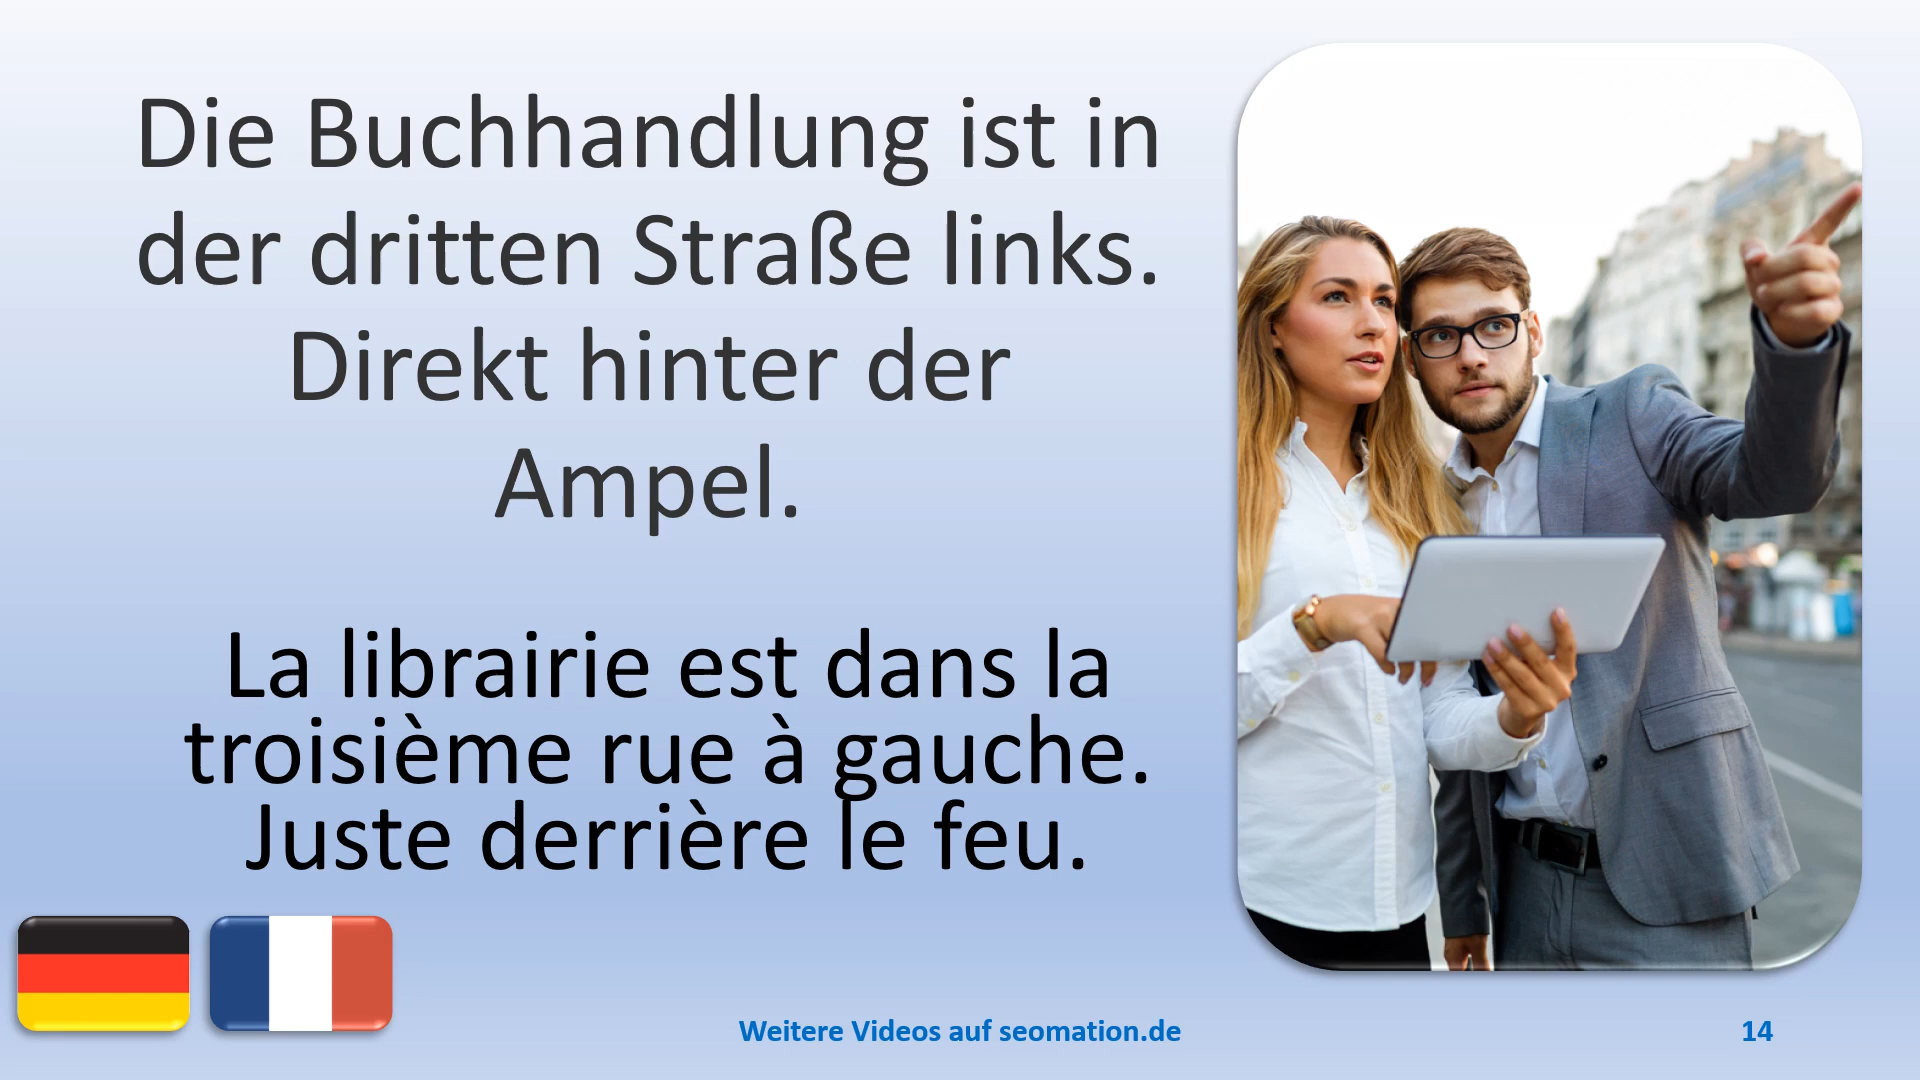 Die Buchhandlung ist in
der dritten Straße links.
Direkt hinter der
Ampel.
La librairie est dans la
troisième rue à gauche.
Juste derrière le feu.
Weitere Videos auf seomation.de
14